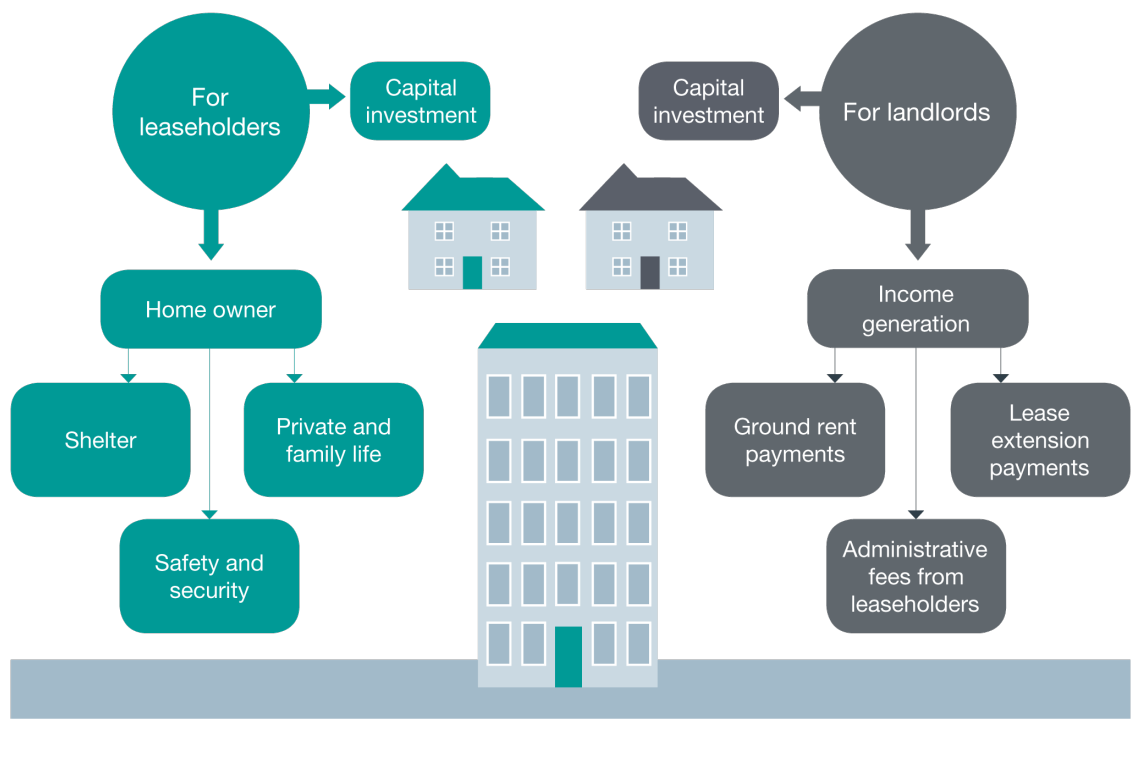 For
leaseholders
Capital
investment
Capital
investment
For landlords
Home owner
Income
generation
Shelter
Private and
family life
Ground rent
payments
Lease
extension
payments
Safety and
security
Administrative
fees from
leaseholders